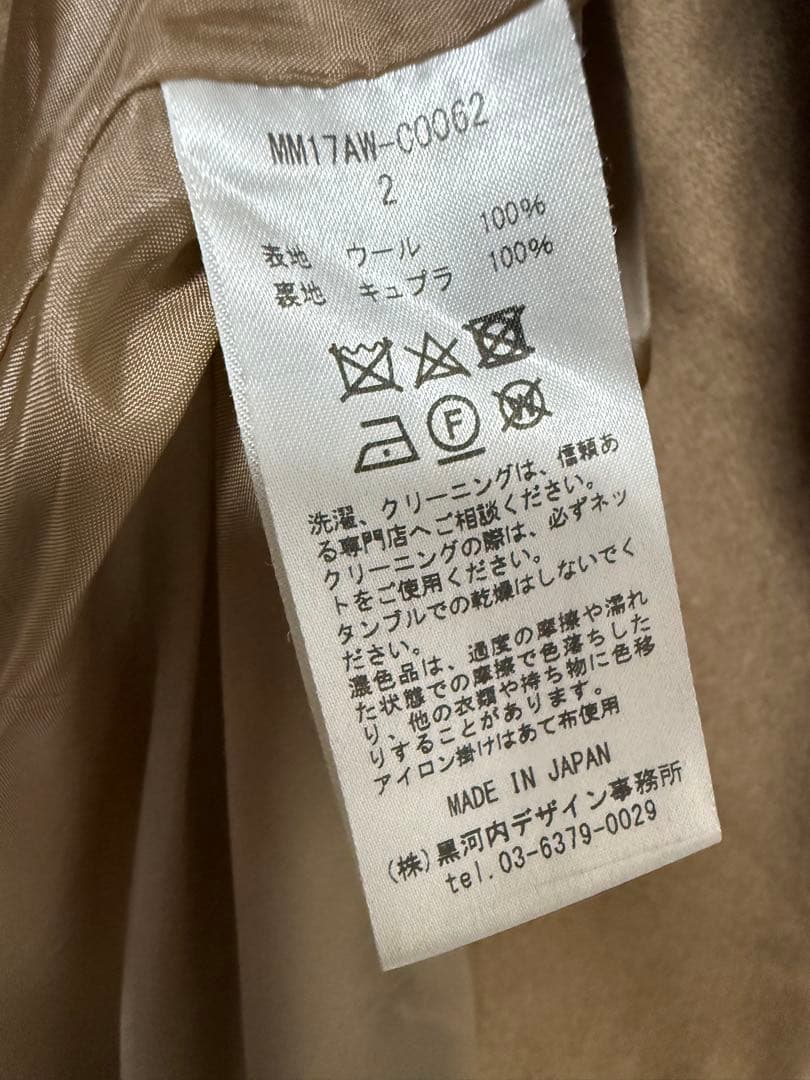 MM17AW-C0062
2
表地 ウール 100%
裏地 キュプラ 100%
F
W
洗濯、クリーニングは、信頼あ
る専門店へご相談ください。
クリーニングの際は、必ずネッ
トをご使用ください。
タンブルでの乾燥はしないでく
ださい。
濃色品は、過度の摩擦や濡れ
た状態での摩擦で色落ちした
り、他の衣類や持ち物に色移
りすることがあります。
アイロン掛けはあて布使用
MADE IN JAPAN
(株)黒河内デザイン事務所
tel.03-6379-0029